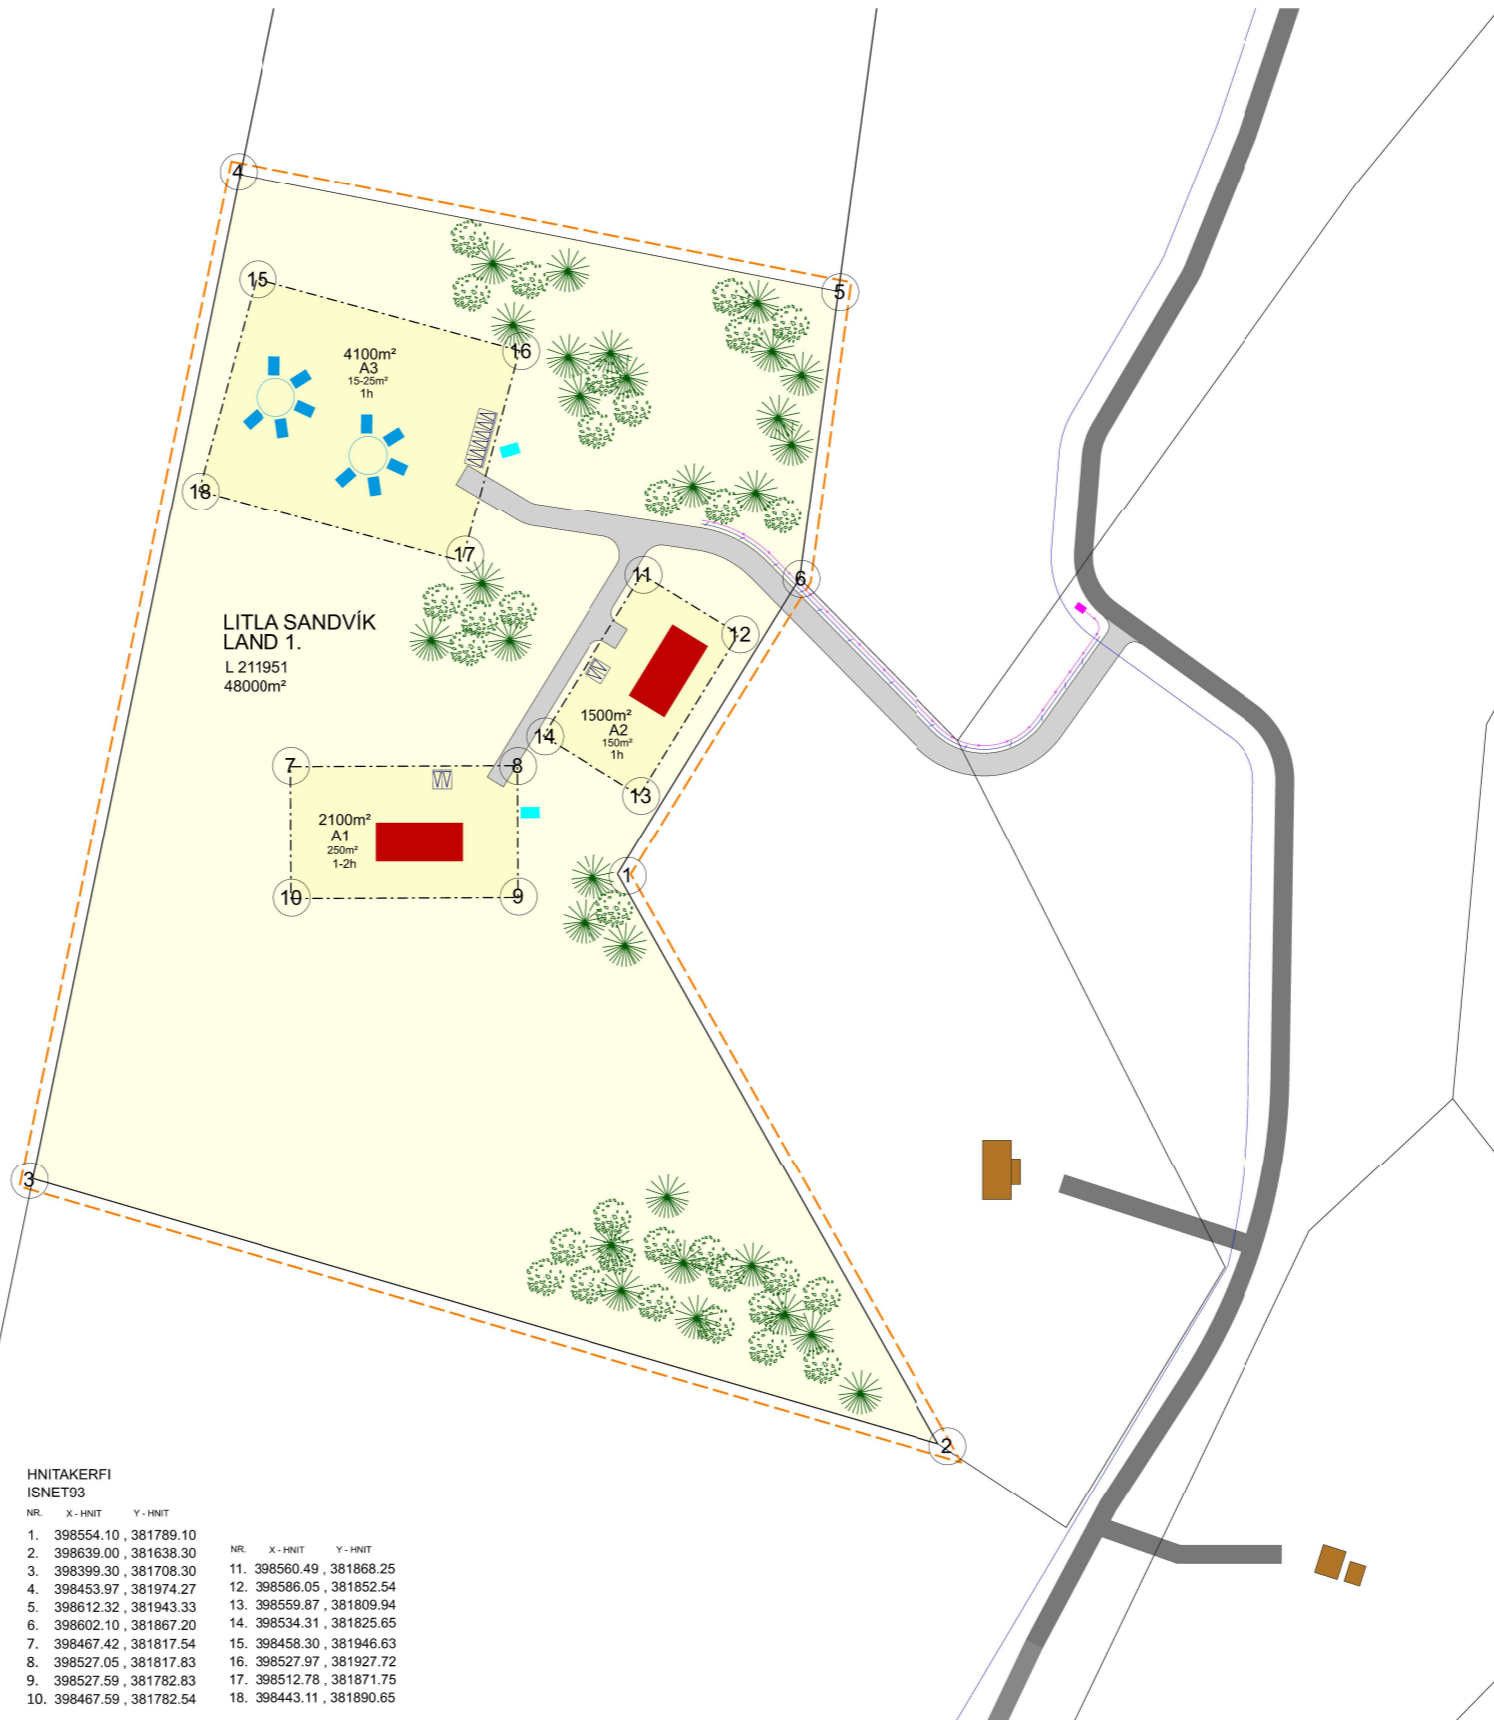 4
5
15
16
4100m²
A3
15-25m²
1h
18
17
11
6
12
LITLA SANDVÍK
LAND 1.
L 211951
48000m²
1500m²
A2
150m²
1h
14
7
8
13
2100m²
A1
250m²
1-2h
1
10
9
3
2
HNITAKERFI
ISNET93
NR. X - HNIT Y - HNIT
1. 398554.10 , 381789.10
2. 398639.00 , 381638.30
3. 398399.30 , 381708.30
4. 398453.97 , 381974.27
5. 398612.32 , 381943.33
6. 398602.10 , 381867.20
7. 398467.42 , 381817.54
8. 398527.05 , 381817.83
9. 398527.59 , 381782.83
10. 398467.59 , 381782.54
NR. X - HNIT Y - HNIT
11. 398560.49 , 381868.25
12. 398586.05 , 381852.54
13. 398559.87 , 381809.94
14. 398534.31 , 381825.65
15. 398458.30 , 381946.63
16. 398527.97 , 381927.72
17. 398512.78 , 381871.75
18. 398443.11 , 381890.65